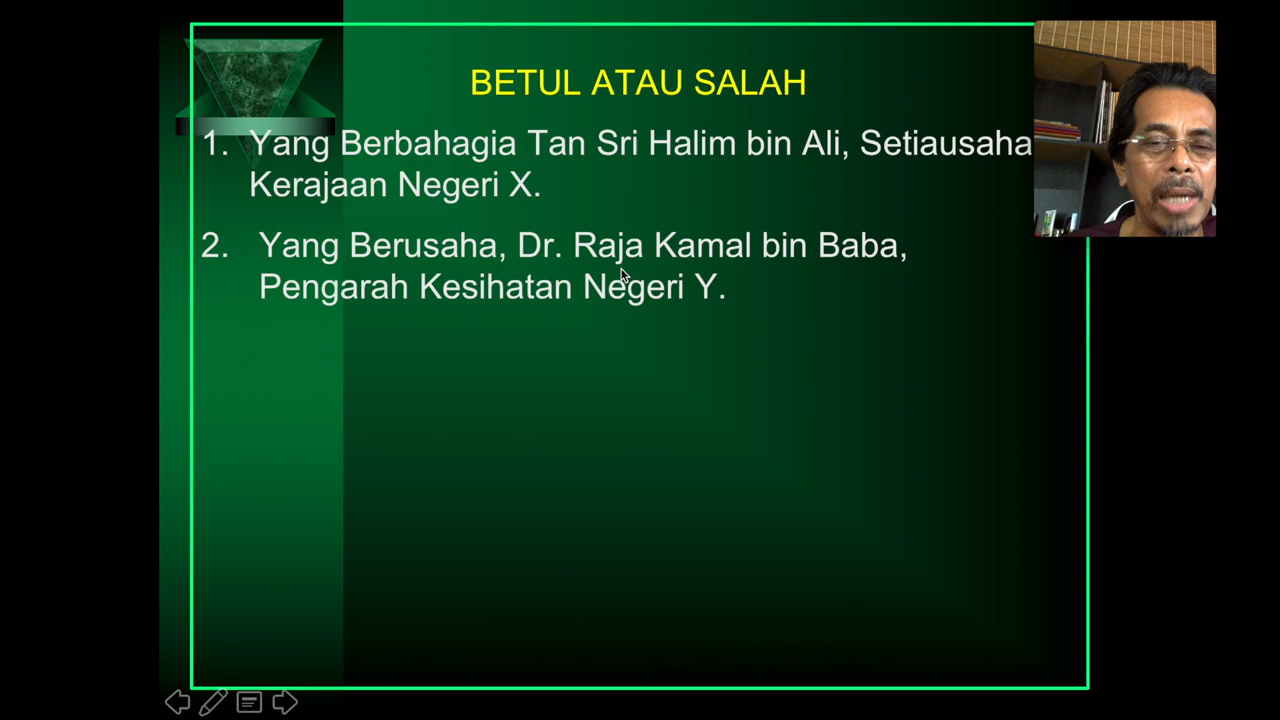 BETUL ATAU SALAH
1. Yang Berbahagia Tan Sri Halim bin Ali, Setiausaha
Kerajaan Negeri X.
2. Yang Berusaha, Dr. Raja Kamal bin Baba,
Pengarah Kesihatan Negeri Y.